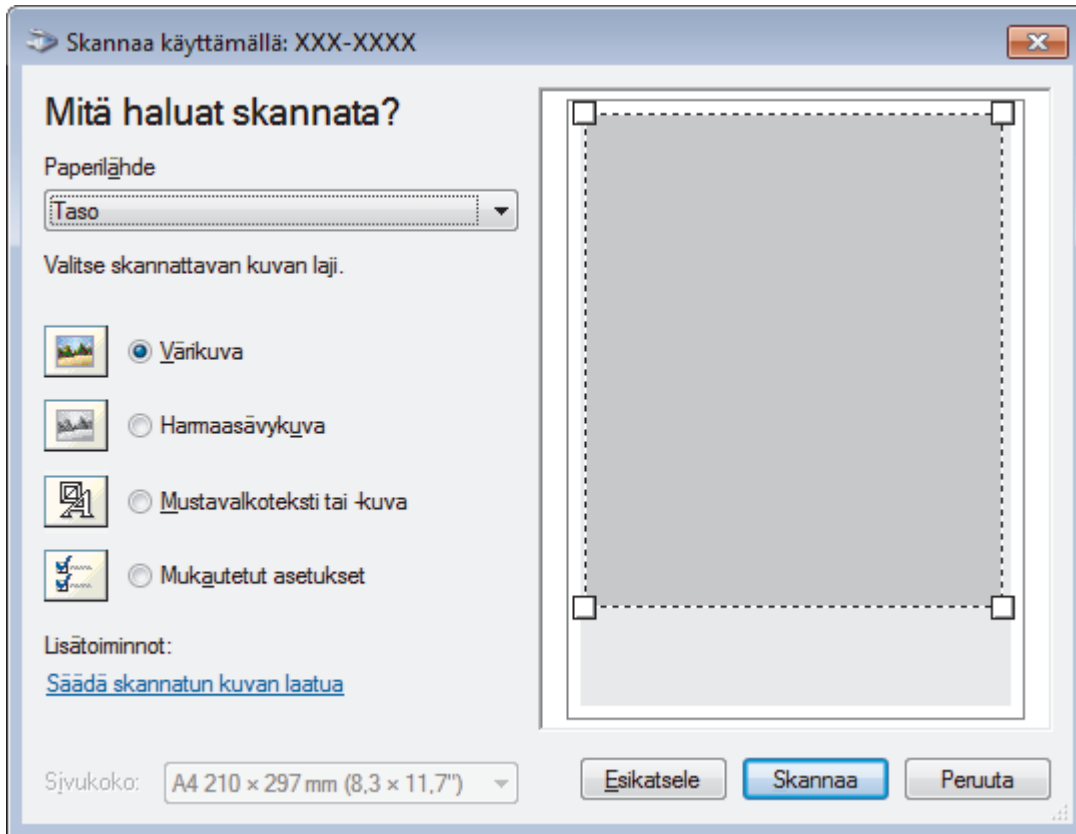 Skannaa käyttämällä: XXX-XXXX
Mitä haluat skannata?
Paperilähde
Taso
Valitse skannattavan kuvan laji.
Värikuva
Harmaasävykuva
Mustavalkoteksti tai -kuva
Mukautetut asetukset
Lisätoiminnot:
Säädä skannatun kuvan laatua
Sivukoko: A4 210 × 297 mm (8,3 × 11,7")
Esikatsele Skannaa Peruuta